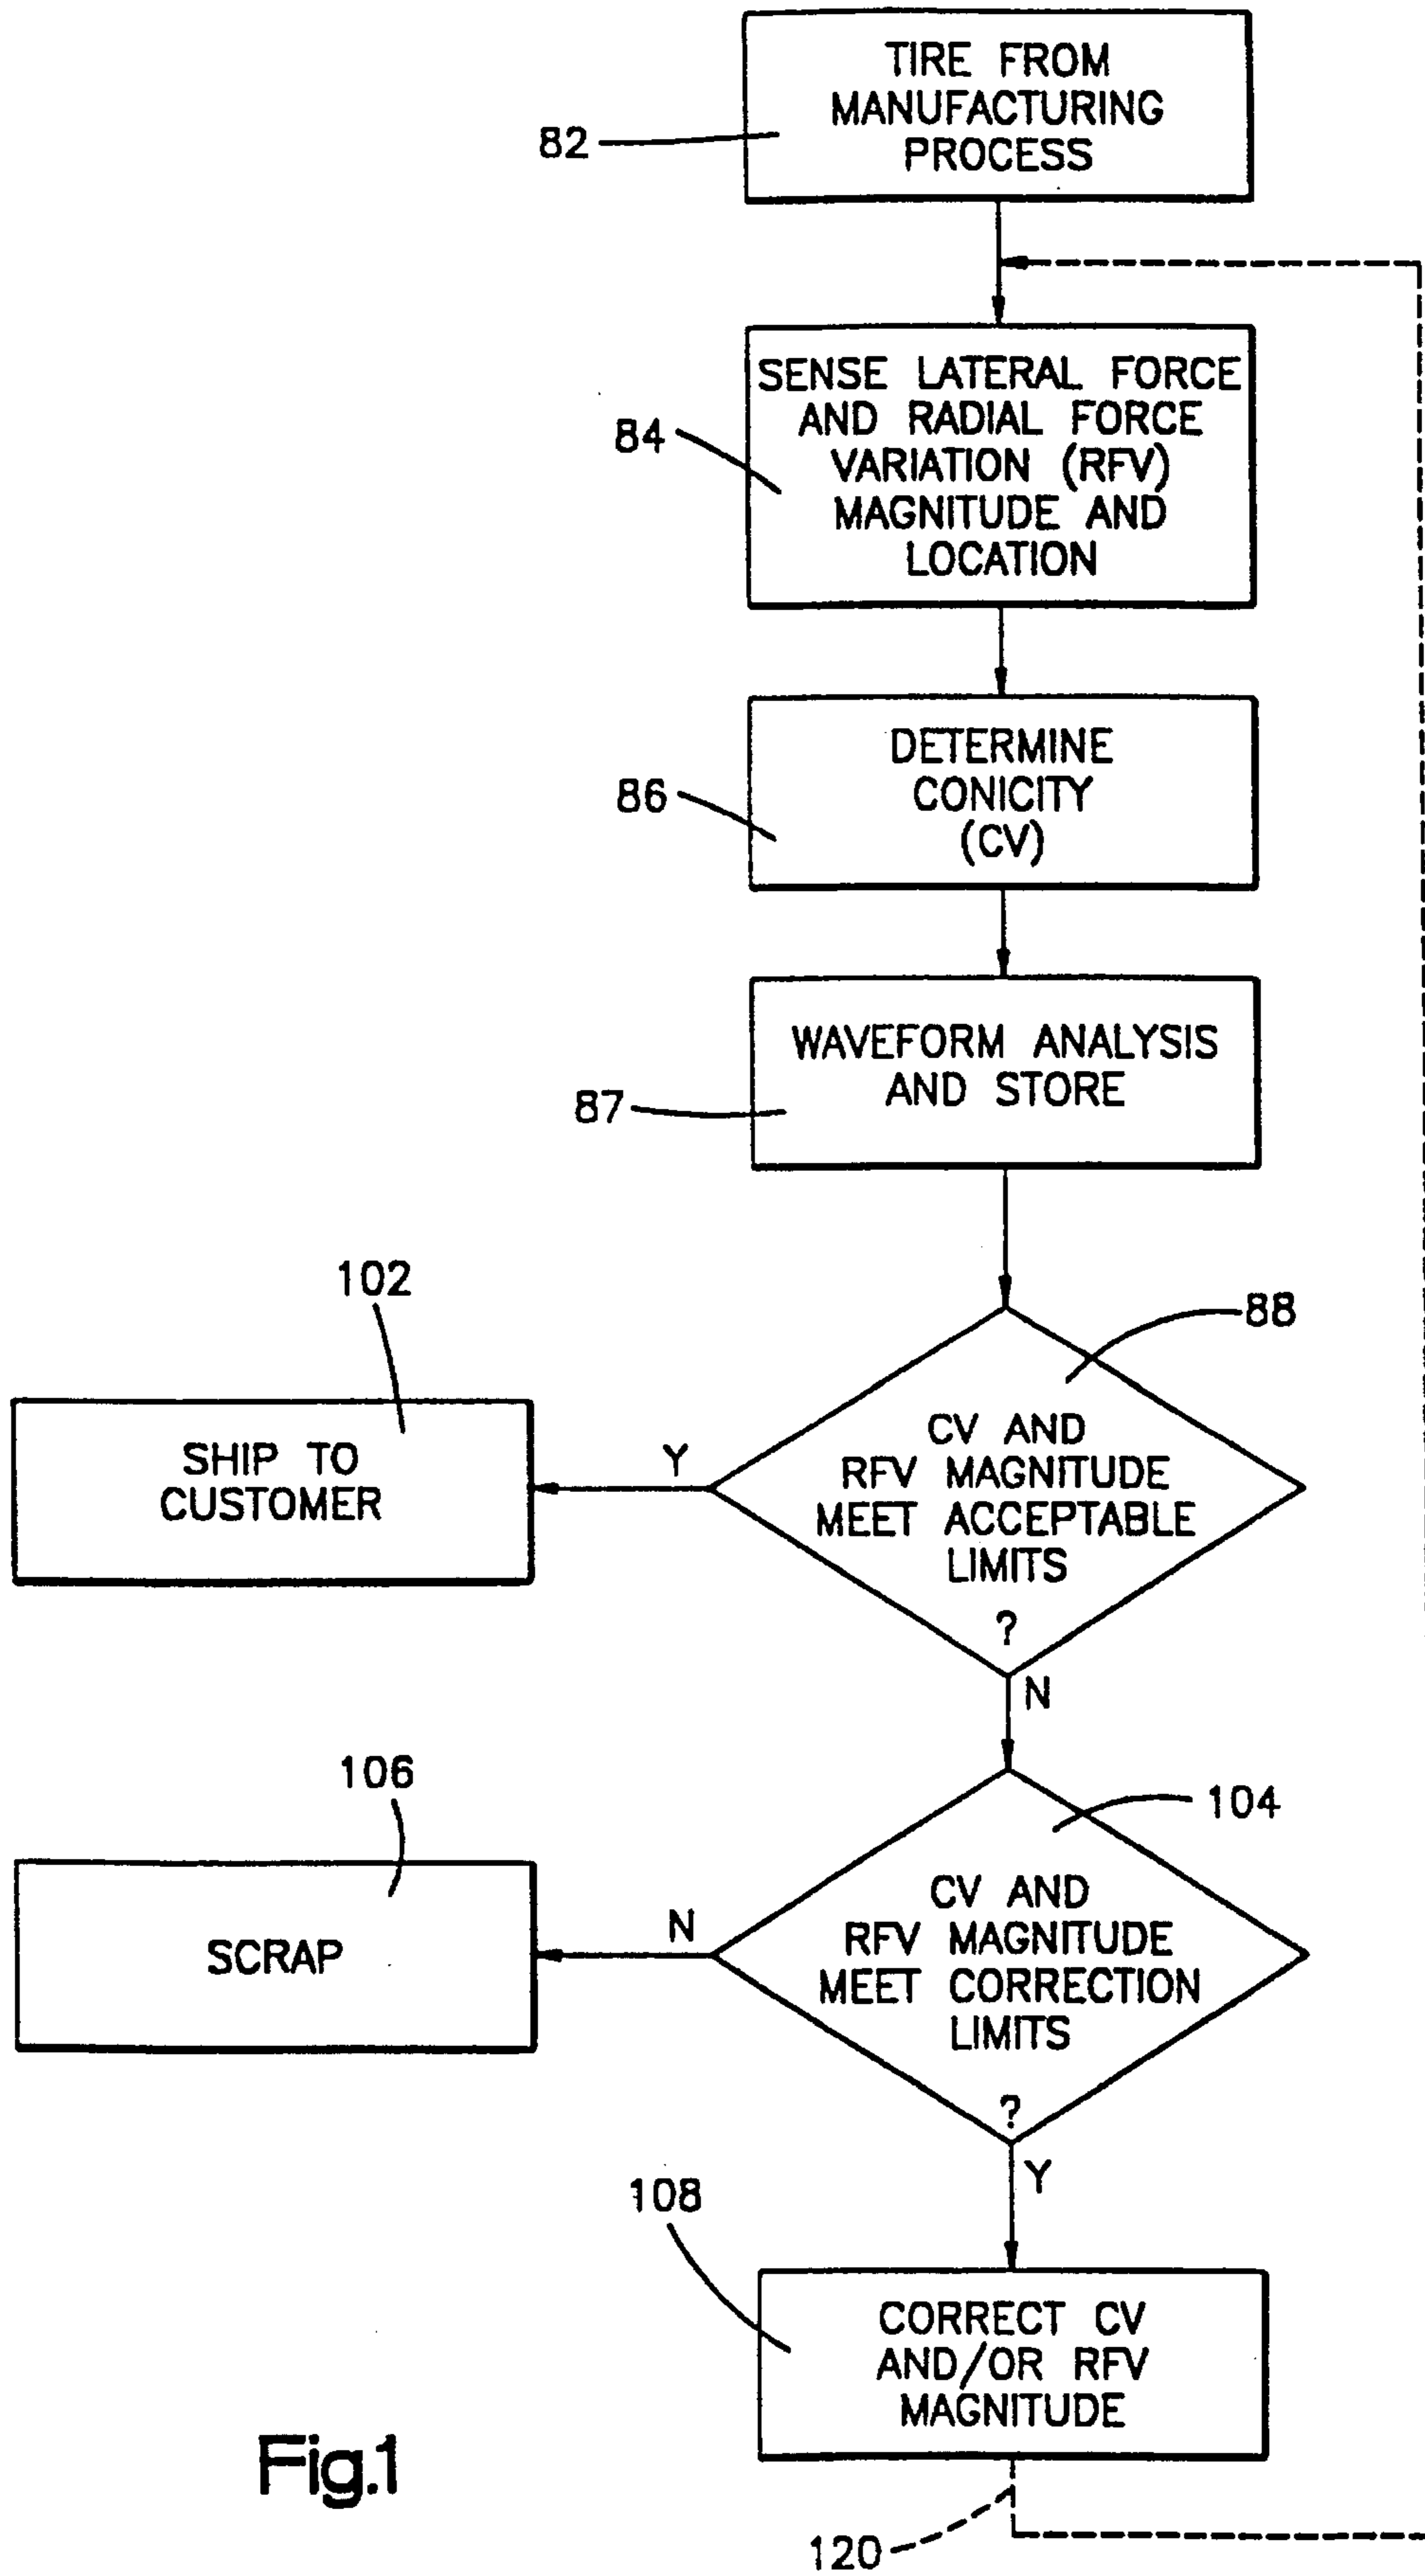 TIRE FROM
MANUFACTURING
PROCESS
82
SENSE LATERAL FORCE
AND RADIAL FORCE
VARIATION (RFV)
MAGNITUDE AND
LOCATION
84
DETERMINE
CONICITY
(CV)
86
WAVEFORM ANALYSIS
AND STORE
87
102
88
SHIP TO
CUSTOMER
Y
CV AND
RFV MAGNITUDE
MEET ACCEPTABLE
LIMITS
?
N
106
104
SCRAP
N
CV AND
RFV MAGNITUDE
MEET CORRECTION
LIMITS
?
Y
108
CORRECT CV
AND/OR RFV
MAGNITUDE
Fig.1
120